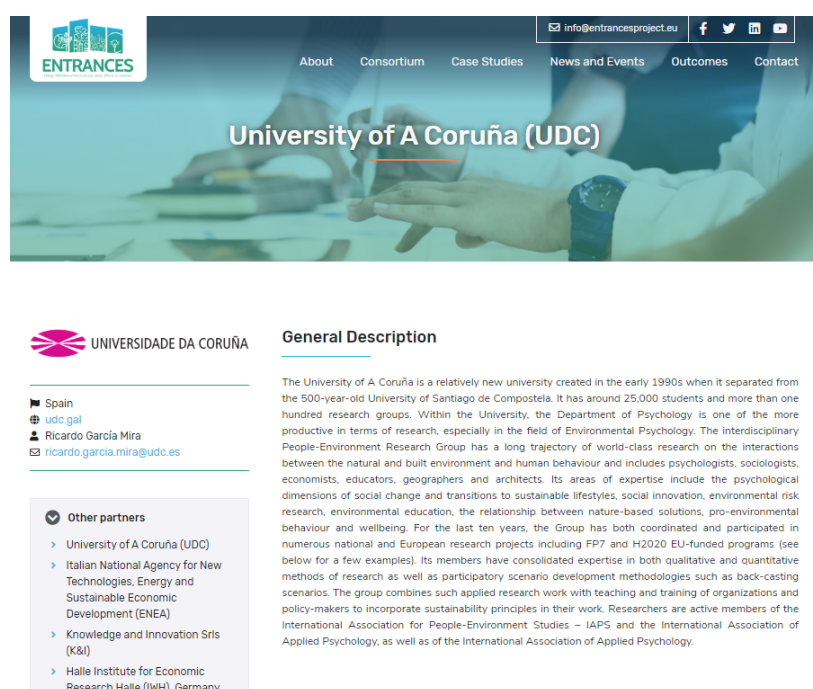 info@entrancesproject.eu
ENTRANCES
About Consortium Case Studies News and Events Outcomes Contact
University of A Coruña (UDC)
UNIVERSIDADE DA CORUÑA
Spain
udc.gal
Ricardo García Mira
ricardo.garcia.mira@udc.es
Other partners
University of A Coruña (UDC)
Italian National Agency for New
Technologies, Energy and
Sustainable Economic
Development (ENEA)
Knowledge and Innovation Srls
(K&I)
Halle Institute for Economic
Research Halle (IWH), Germany
General Description
The University of A Coruña is a relatively new university created in the early 1990s when it separated from
the 500-year-old University of Santiago de Compostela. It has around 25,000 students and more than one
hundred research groups. Within the University, the Department of Psychology is one of the more
productive in terms of research, especially in the field of Environmental Psychology. The interdisciplinary
People-Environment Research Group has a long trajectory of world-class research on the interactions
between the natural and built environment and human behaviour and includes psychologists, sociologists,
economists, educators, geographers and architects. Its areas of expertise include the psychological
dimensions of social change and transitions to sustainable lifestyles, social innovation, environmental risk
research, environmental education, the relationship between nature-based solutions, pro-environmental
behaviour and wellbeing. For the last ten years, the Group has both coordinated and participated in
numerous national and European research projects including FP7 and H2020 EU-funded programs (see
below for a few examples). Its members have consolidated expertise in both qualitative and quantitative
methods of research as well as participatory scenario development methodologies such as back-casting
scenarios. The group combines such applied research work with teaching and training of organizations and
policy-makers to incorporate sustainability principles in their work. Researchers are active members of the
International Association for People-Environment Studies – IAPS and the International Association of
Applied Psychology, as well as of the International Association of Applied Psychology.